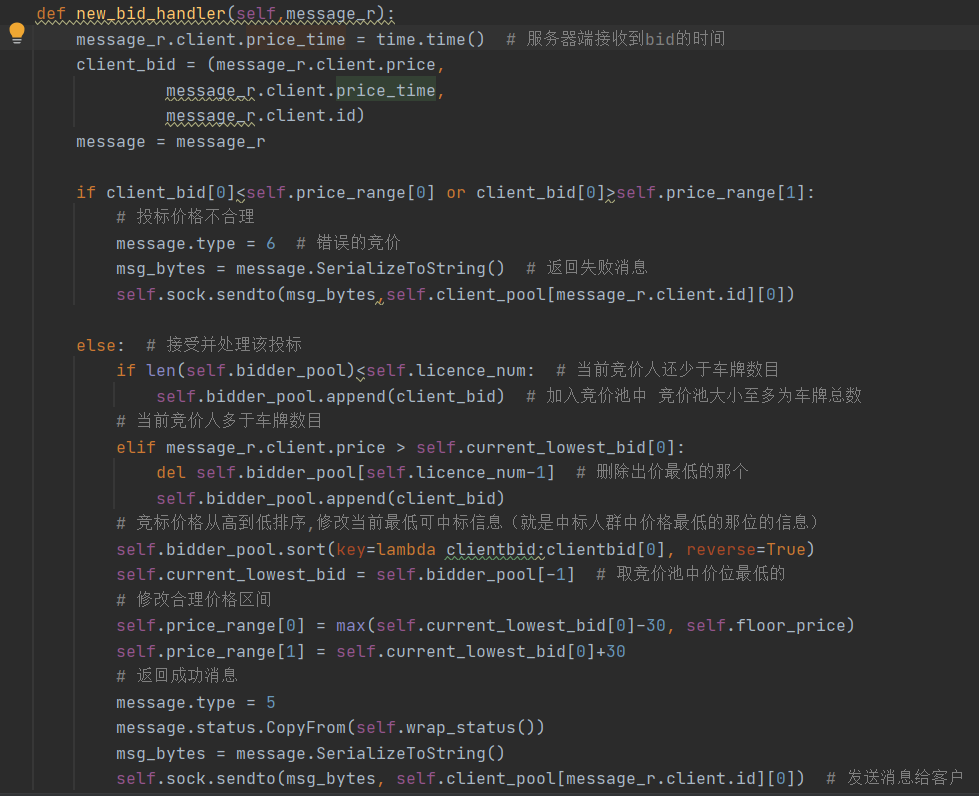 def new_bid_handler(self,message_r):
    message_r.client.price_time = time.time()  # 服务器端接收到bid的时间
    client_bid = (message_r.client.price,
             message_r.client.price_time,
             message_r.client.id)
    message = message_r
    if client_bid[0]<self.price_range[0] or client_bid[0]>self.price_range[1]:
        # 投标价格不合理
        message.type = 6  # 错误的竞价
        msg_bytes = message.SerializeToString()  # 返回失败消息
        self.sock.sendto(msg_bytes,self.client_pool[message_r.client.id][0])
    else:  # 接受并处理该投标
        if len(self.bidder_pool)<self.licence_num:  # 当前竞价人还少于车牌数目
            self.bidder_pool.append(client_bid)  # 加入竞价池中 竞价池大小至多为车牌总数
        # 当前竞价人多于车牌数目
        elif message_r.client.price > self.current_lowest_bid[0]:
            del self.bidder_pool[self.licence_num-1]  # 删除出价最低的那个
            self.bidder_pool.append(client_bid)
        # 竞标价格从高到低排序,修改当前最低可中标信息（就是中标人群中价格最低的那位的信息）
        self.bidder_pool.sort(key=lambda clientbid:clientbid[0], reverse=True)
        self.current_lowest_bid = self.bidder_pool[-1]  # 取竞价池中价位最低的
        # 修改合理价格区间
        self.price_range[0] = max(self.current_lowest_bid[0]-30, self.floor_price)
        self.price_range[1] = self.current_lowest_bid[0]+30
        # 返回成功消息
        message.type = 5
        message.status.CopyFrom(self.wrap_status())
        msg_bytes = message.SerializeToString()
        self.sock.sendto(msg_bytes, self.client_pool[message_r.client.id][0])  # 发送消息给客户